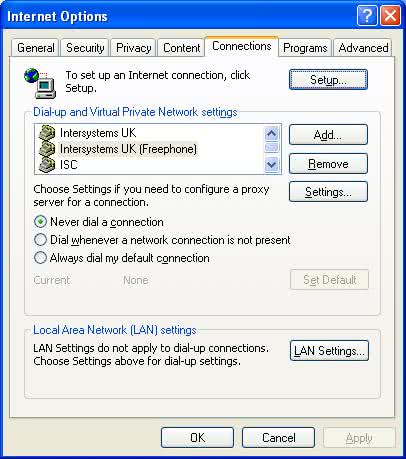 Internet Options
General Security Privacy Content Connections Programs Advanced
To set up an Internet connection, click
Setup.
Setup...
Dial-up and Virtual Private Network settings
Intersystems UK
Intersystems UK (Freephone)
ISC
Add...
Remove
Choose Settings if you need to configure a proxy
server for a connection.
Settings...
Never dial a connection
Dial whenever a network connection is not present
Always dial my default connection
Current None Set Default
Local Area Network (LAN) settings
LAN Settings do not apply to dial-up connections.
Choose Settings above for dial-up settings.
LAN Settings...
OK Cancel Apply